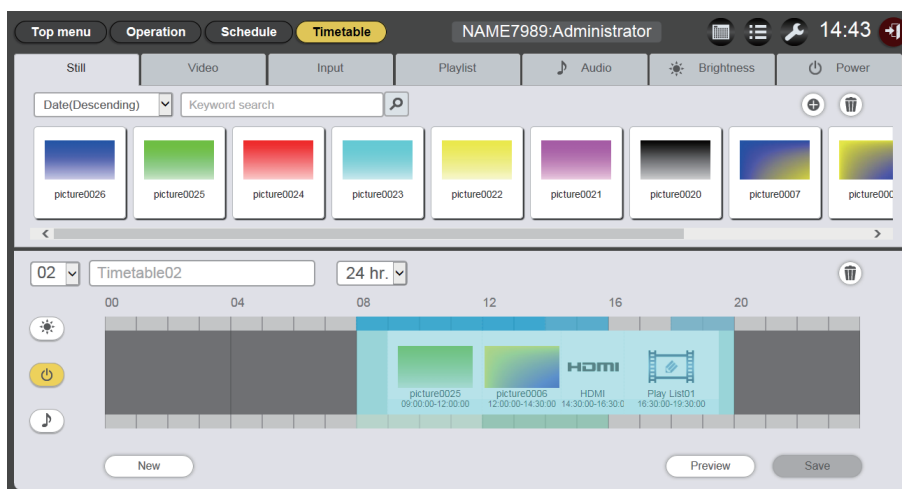 Top menu Operation Schedule Timetable NAME7989:Administrator 14:43
Still Video Input Playlist Audio Brightness Power
Date(Descending) Keyword search
picture0026 picture0025 picture0024 picture0023 picture0022 picture0021 picture0020 picture0007 picture000
02 Timetable02 24 hr.
00 04 08 12 16 20
HDMI
picture0025 picture0006 HDMI Play List01
09:00:00-12:00:00 12:00:00-14:30:00 14:30:00-16:30:0 16:30:00-19:30:00
New Preview Save